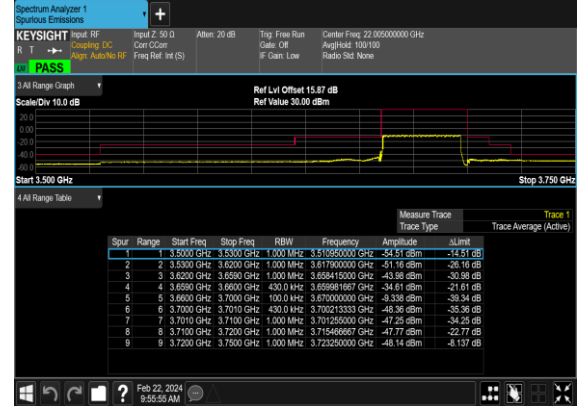 Spectrum Analyzer 1
Spurious Emissions
+
KEYSIGHT Input: RF Input Z: 50 Ω Atten: 20 dB Trig: Free Run Center Freq: 22.005000000 GHz
R T Coupling: DC Corr CCorr Gate: Off Avg|Hold: 100/100
Align: Auto/No RF Freq Ref: Int (S) IF Gain: Low Radio Std: None
LXI PASS
3 All Range Graph
Ref Lvl Offset 15.87 dB
Scale/Div 10.0 dB Ref Value 30.00 dBm
20.0
0.00
-20.0
-40.0
-60.0
Start 3.500 GHz Stop 3.750 GHz
4 All Range Table
Measure Trace Trace 1
Trace Type Trace Average (Active)
Spur Range Start Freq Stop Freq RBW Frequency Amplitude ΔLimit
1 1 3.5000 GHz 3.5300 GHz 1.000 MHz 3.510950000 GHz -54.51 dBm -14.51 dB
2 2 3.5300 GHz 3.6200 GHz 1.000 MHz 3.617900000 GHz -51.16 dBm -26.16 dB
3 3 3.6200 GHz 3.6590 GHz 1.000 MHz 3.658415000 GHz -43.98 dBm -30.98 dB
4 4 3.6590 GHz 3.6600 GHz 430.0 kHz 3.659981667 GHz -34.61 dBm -21.61 dB
5 5 3.6600 GHz 3.7000 GHz 100.0 kHz 3.670000000 GHz -9.338 dBm -39.34 dB
6 6 3.7000 GHz 3.7010 GHz 430.0 kHz 3.700213333 GHz -48.36 dBm -35.36 dB
7 7 3.7010 GHz 3.7100 GHz 1.000 MHz 3.701255000 GHz -47.25 dBm -34.25 dB
8 8 3.7100 GHz 3.7200 GHz 1.000 MHz 3.715466667 GHz -47.77 dBm -22.77 dB
9 9 3.7200 GHz 3.7500 GHz 1.000 MHz 3.723250000 GHz -48.14 dBm -8.137 dB
? Feb 22, 2024
9:55:55 AM